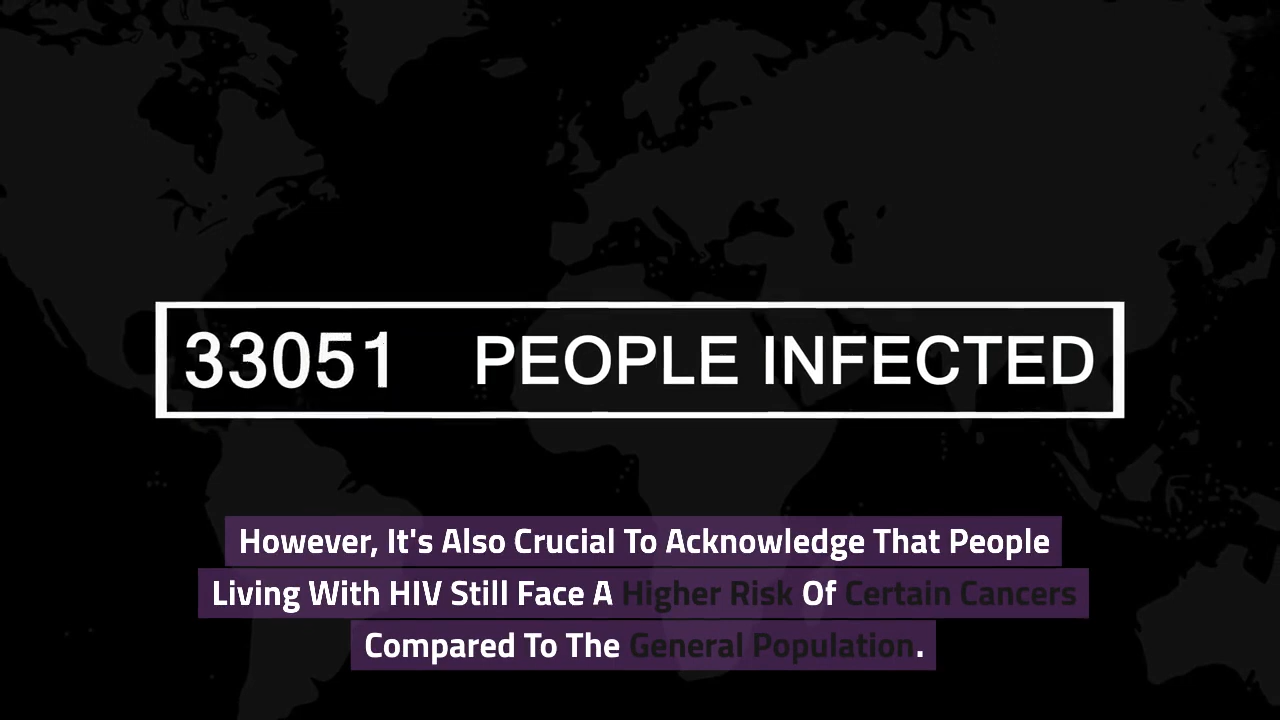 33051 PEOPLE INFECTED
However, It's Also Crucial To Acknowledge That People
Living With HIV Still Face A Higher Risk Of Certain Cancers
Compared To The General Population.